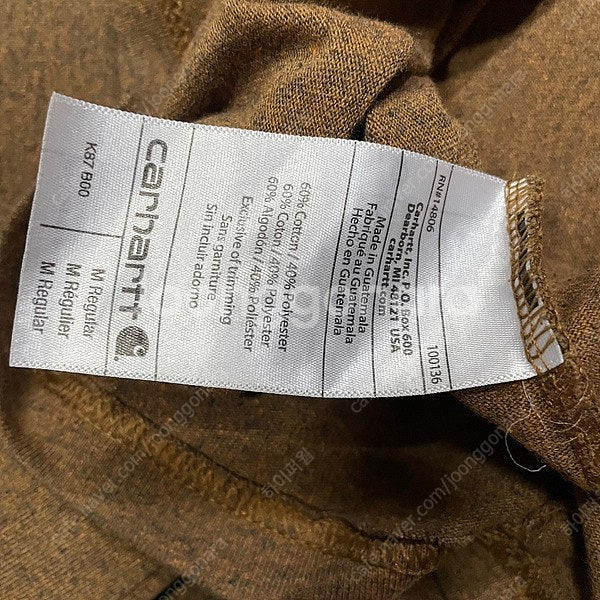 RN#14806
100136
Carhartt, Inc. P.O. Box 600
Dearborn, MI 48121 USA
carhartt.com
Made in Guatemala
Fabriqué au Guatemala
Hecho en Guatemala
60% Cotton / 40% Polyester
60% Coton / 40% Polyester
60% Algodón / 40% Poliéster
Exclusive of trimming
Sans garniture
Sin incluir adorno
carhartt
K87 B00
M Regular
M Régulier
M Regular